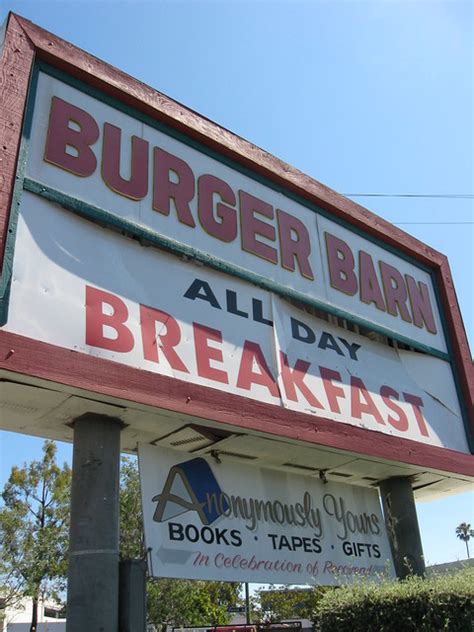 BURGER BARN
ALL DAY
BREAKFAST
Anonymously Yours
BOOKS • TAPES • GIFTS
In Celebration of Recovery